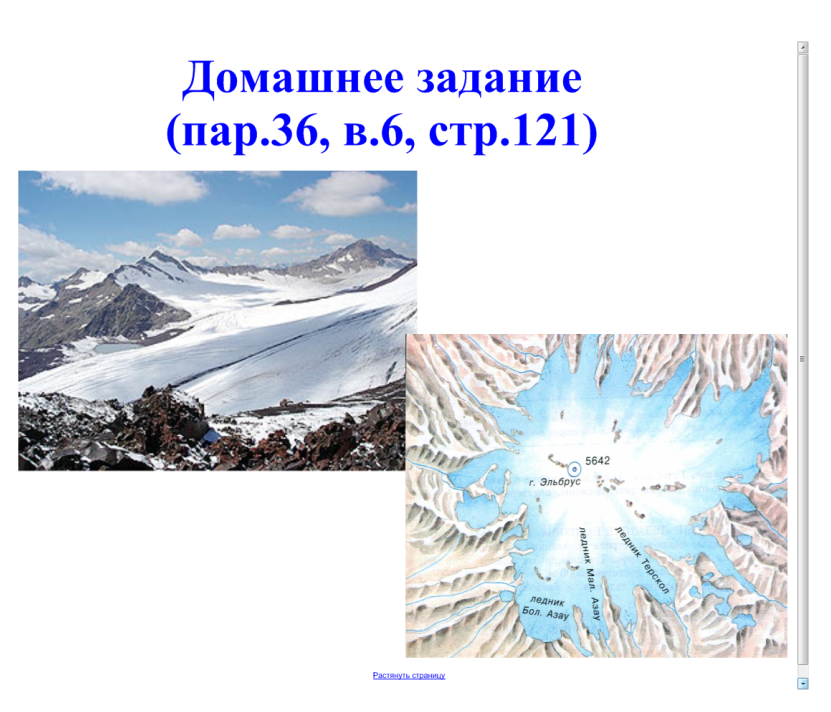 Домашнее задание
(пар.36, в.6, стр.121)
5642
г. Эльбрус
ледник Терскол
ледник Мал. Азау
ледник
Бол. Азау
Растянуть страницу